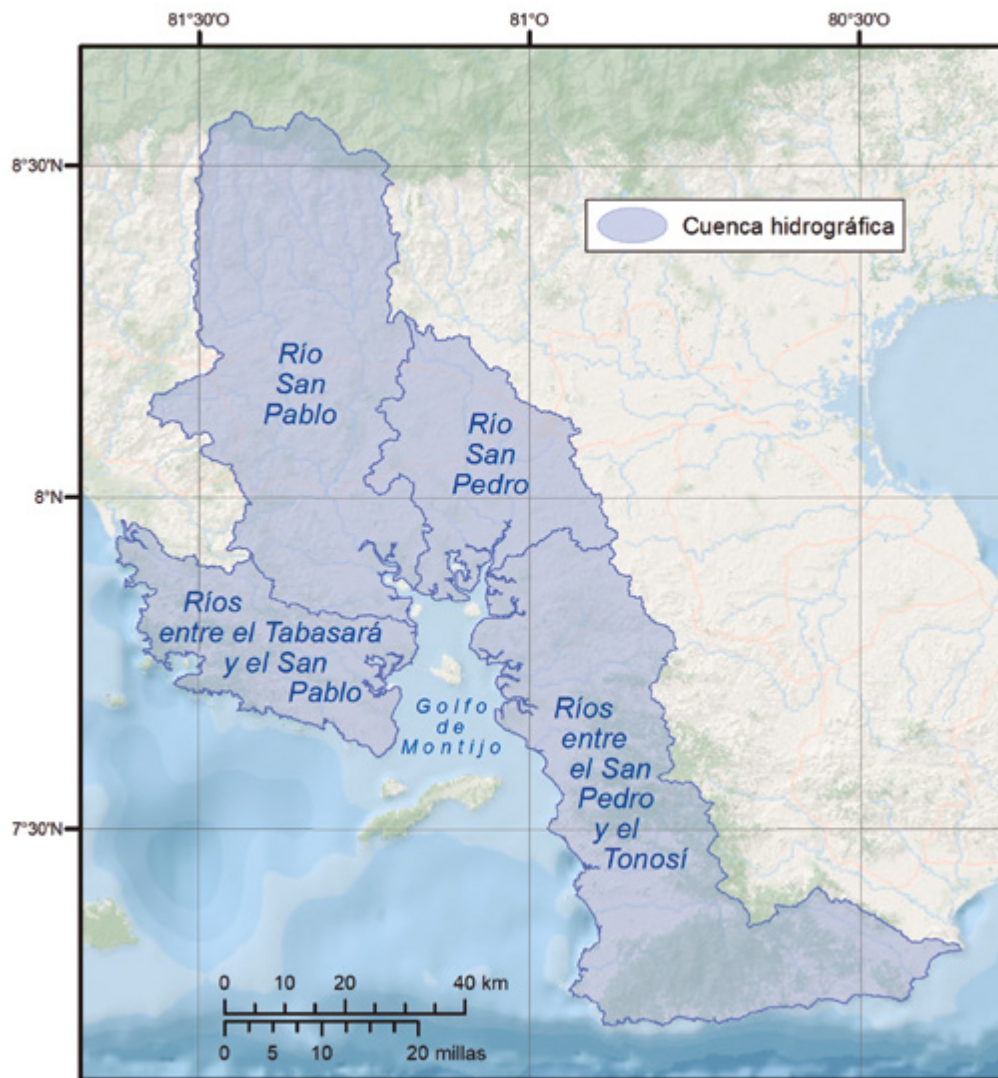 81°30'O
81°O
80°30'O
8°30'N
Cuenca hidrográfica
Río
San
Pablo
Río
San
Pedro
8°N
Ríos
entre el Tabasará
y el San
Pablo
Golfo
de
Montijo
Ríos
entre
el San
Pedro
y el
Tonosí
7°30'N
0 10 20 40 km
0 5 10 20 millas